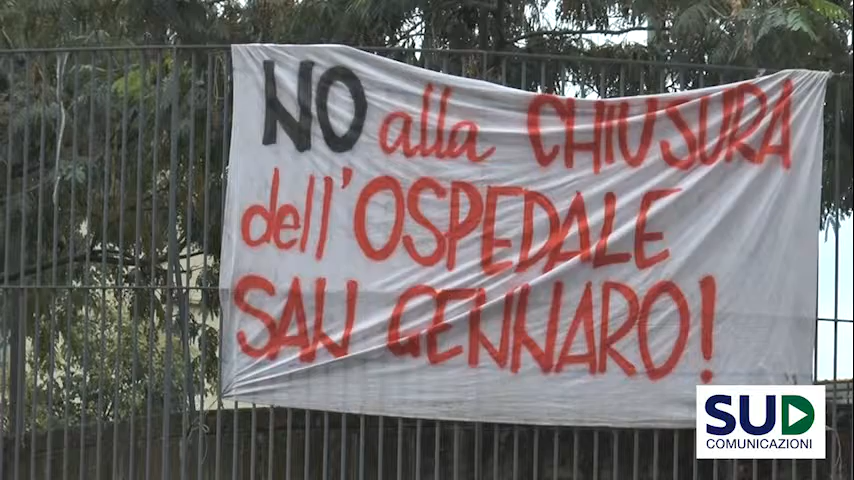 NO alla CHIUSURA
dell'OSPEDALE
SAN GENNARO!
SUD
COMUNICAZIONI